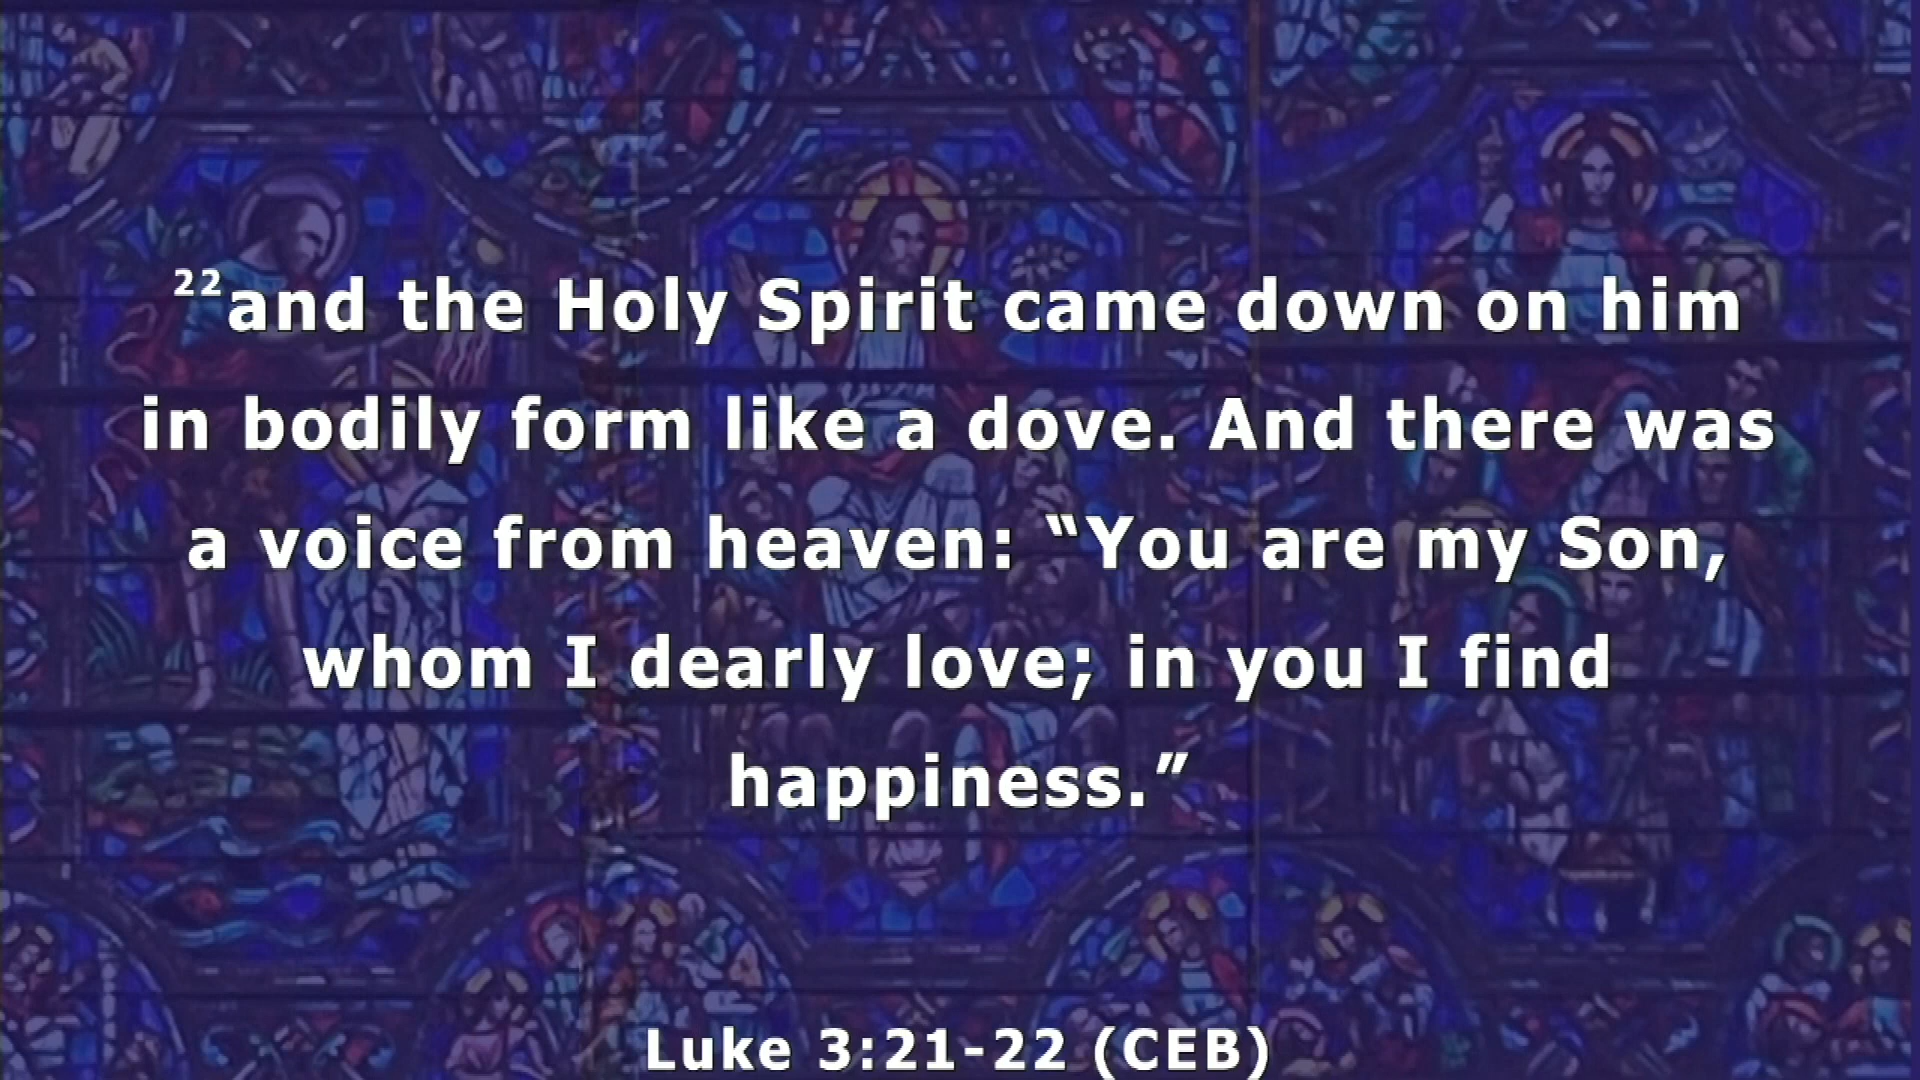 22and the Holy Spirit came down on him
in bodily form like a dove. And there was
a voice from heaven: “You are my Son,
whom I dearly love; in you I find
happiness.”
Luke 3:21-22 (CEB)